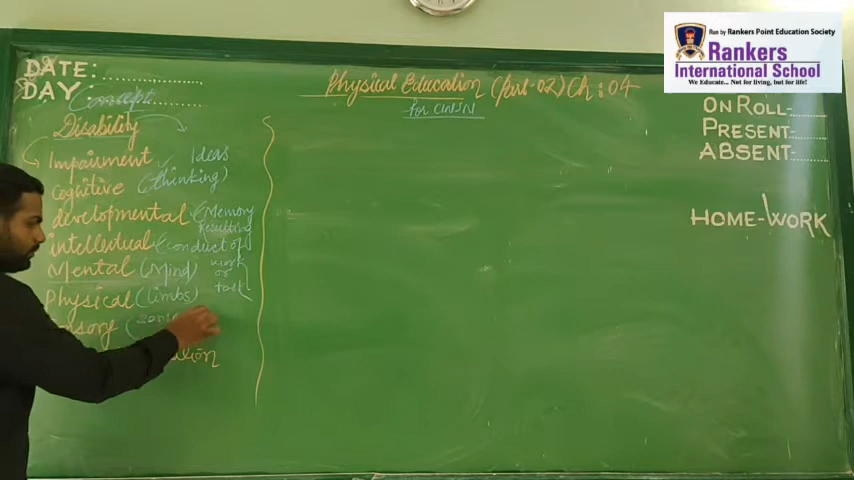 Run by Rankers Point Education Society
Rankers
International School
We Educate... Not for living, but for life!
DATE:
DAY:
Physical Education (Part-02) Ch:04
for CWSN
ON ROLL-
PRESENT-
ABSENT-
HOME-WORK
Concept
Disability
Impairment Ideas
Cognitive (thinking)
developmental (Memory
Resulting
intellectual (conduct of
Mental (Mind) work
or
Physical (limbs) task